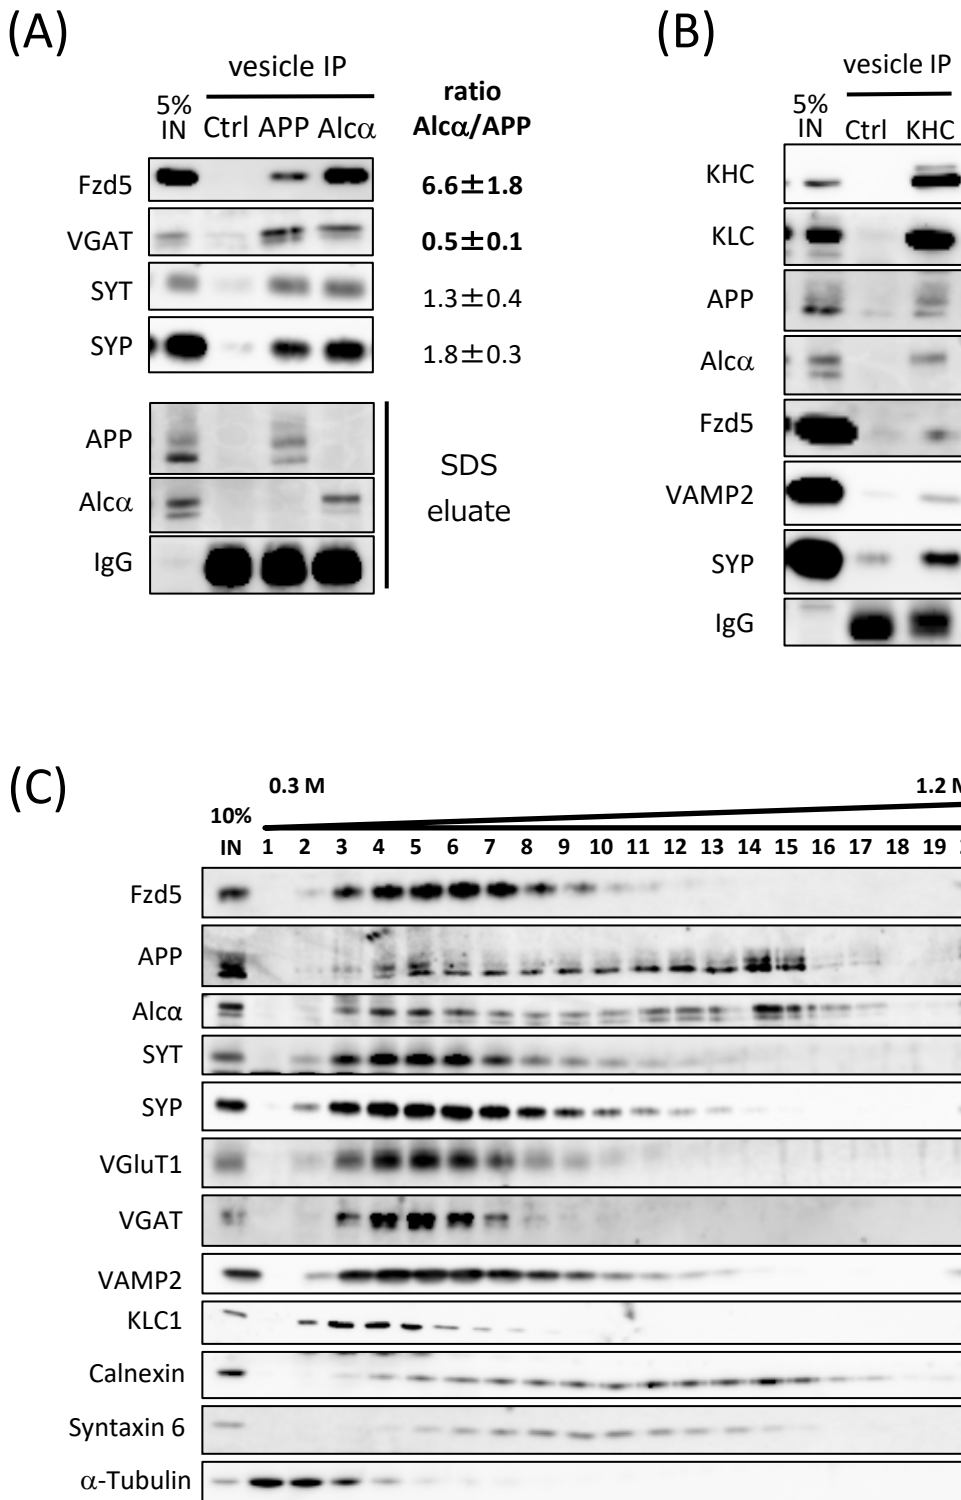 (A)
vesicle IP
5%
IN Ctrl APP Alcα
ratio
Alcα/APP
Fzd5 6.6±1.8
VGAT 0.5±0.1
SYT 1.3±0.4
SYP 1.8±0.3
APP
Alcα
IgG
SDS
eluate
(B)
vesicle IP
5%
IN Ctrl KHC
KHC
KLC
APP
Alcα
Fzd5
VAMP2
SYP
IgG
(C)
0.3 M 1.2 M
10%
IN 1 2 3 4 5 6 7 8 9 10 11 12 13 14 15 16 17 18 19
Fzd5
APP
Alcα
SYT
SYP
VGluT1
VGAT
VAMP2
KLC1
Calnexin
Syntaxin 6
α-Tubulin